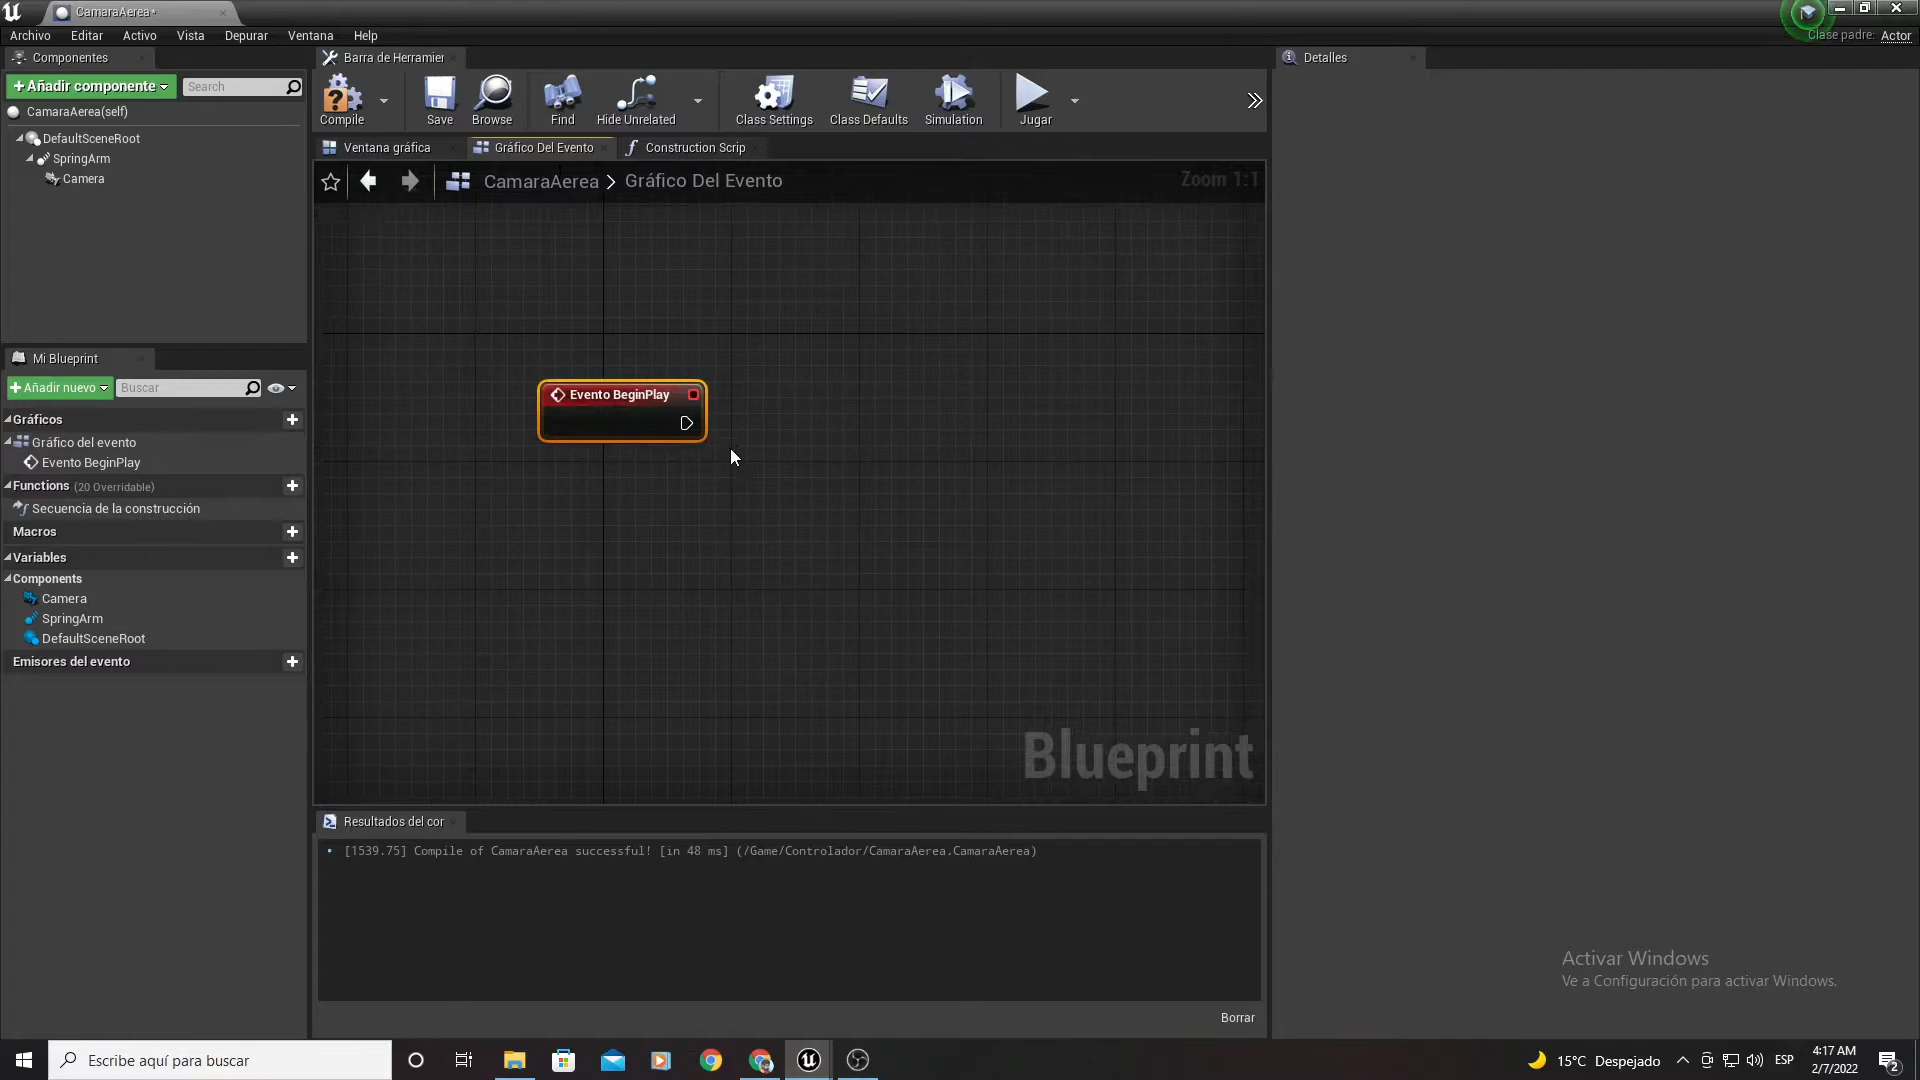 CamaraAerea*
Archivo Editar Activo Vista Depurar Ventana Help
Clase padre: Actor
Componentes
Añadir componente
Search
CamaraAerea(self)
DefaultSceneRoot
SpringArm
Camera
Mi Blueprint
Añadir nuevo
Buscar
Gráficos
Gráfico del evento
Evento BeginPlay
Functions (20 Overridable)
Secuencia de la construcción
Macros
Variables
Components
Camera
SpringArm
DefaultSceneRoot
Emisores del evento
Barra de Herramier
Compile
Save
Browse
Find
Hide Unrelated
Class Settings
Class Defaults
Simulation
Jugar
Ventana gráfica
Gráfico Del Evento
Construction Scrip
CamaraAerea > Gráfico Del Evento
Zoom 1:1
Evento BeginPlay
Blueprint
Resultados del cor
[1539.75] Compile of CamaraAerea successful! [in 48 ms] (/Game/Controlador/CamaraAerea.CamaraAerea)
Borrar
Detalles
Activar Windows
Ve a Configuración para activar Windows.
Escribe aquí para buscar
15°C Despejado
ESP
4:17 AM
2/7/2022
2